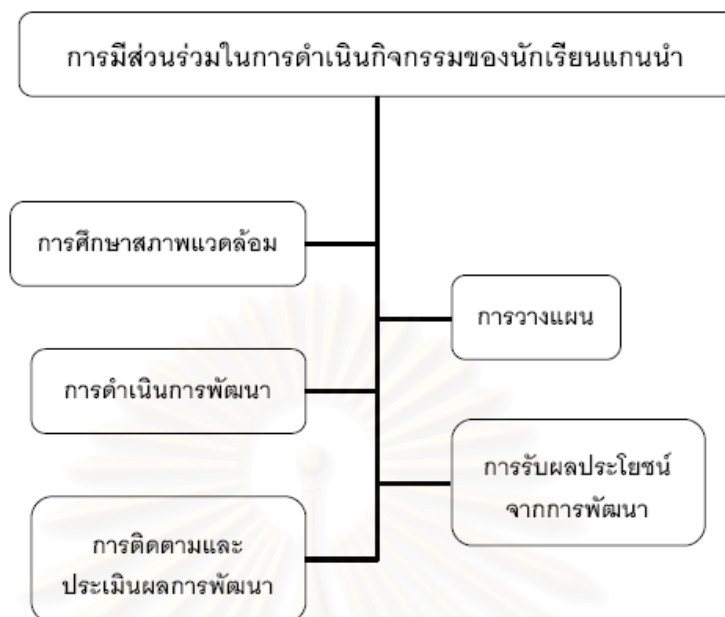 การมีส่วนร่วมในการดำเนินกิจกรรมของนักเรียนแกนนำ
การศึกษาสภาพแวดล้อม
การวางแผน
การดำเนินการพัฒนา
การรับผลประโยชน์
จากการพัฒนา
การติดตามและ
ประเมินผลการพัฒนา